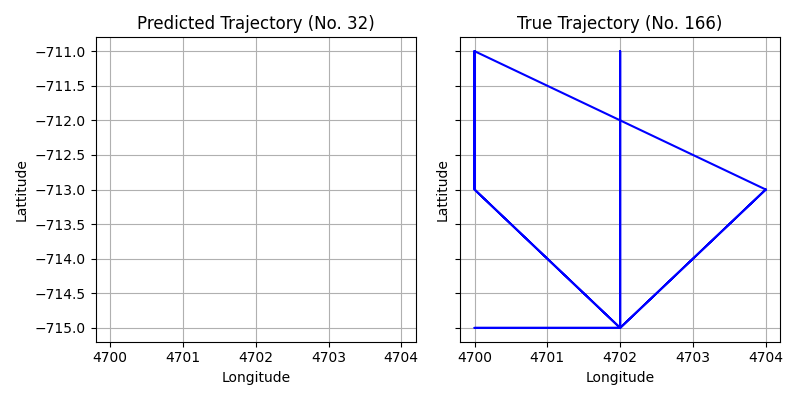 Predicted Trajectory (No. 32)
True Trajectory (No. 166)
−711.0
−711.5
−712.0
−712.5
−713.0
−713.5
−714.0
−714.5
−715.0
Lattitude
Lattitude
4700 4701 4702 4703 4704
4700 4701 4702 4703 4704
Longitude
Longitude